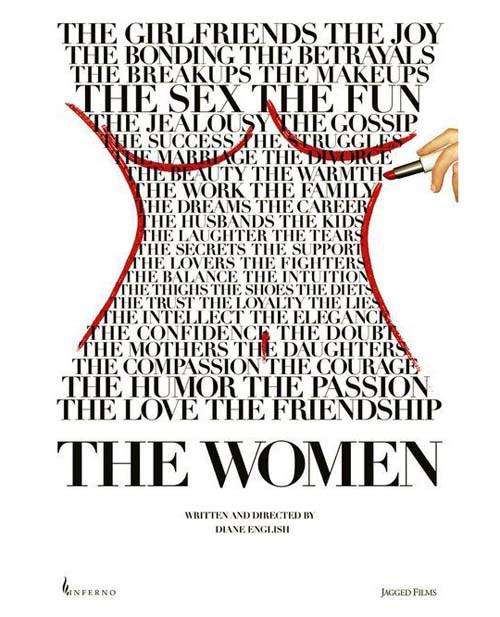 THE GIRLFRIENDS THE JOY
THE BONDING THE BETRAYALS
THE BREAKUPS THE MAKEUPS
THE SEX THE FUN
THE JEALOUSY THE GOSSIP
THE SUCCESS THE STRUGGLES
THE MARRIAGE THE DIVORCE
THE BEAUTY THE WARMTH
THE WORK THE FAMILY
THE DREAMS THE CAREER
THE HUSBANDS THE KIDS
THE LAUGHTER THE TEARS
THE SECRETS THE SUPPORT
THE LOVERS THE FIGHTERS
THE BALANCE THE INTUITION
THE THIGHS THE SHOES THE DIETS
THE TRUST THE LOYALTY THE LIES
THE INTELLECT THE ELEGANCE
THE CONFIDENCE THE DOUBT
THE MOTHERS THE DAUGHTERS
THE COMPASSION THE COURAGE
THE HUMOR THE PASSION
THE LOVE THE FRIENDSHIP
THE WOMEN
WRITTEN AND DIRECTED BY
DIANE ENGLISH
INFERNO
JAGGED FILMS